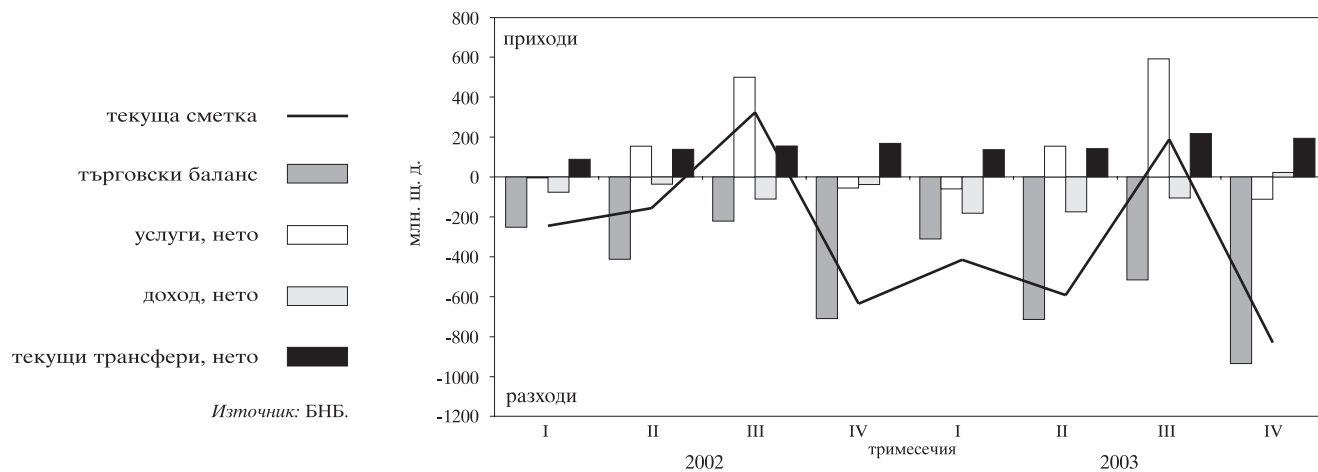 текуща сметка
търговски баланс
услуги, нето
доход, нето
текущи трансфери, нето
Източник: БНБ.
млн. щ. д.
800
600
400
200
0
-200
-400
-600
-800
-1000
-1200
приходи
разходи
I II III IV I II III IV
тримесечия
2002 2003